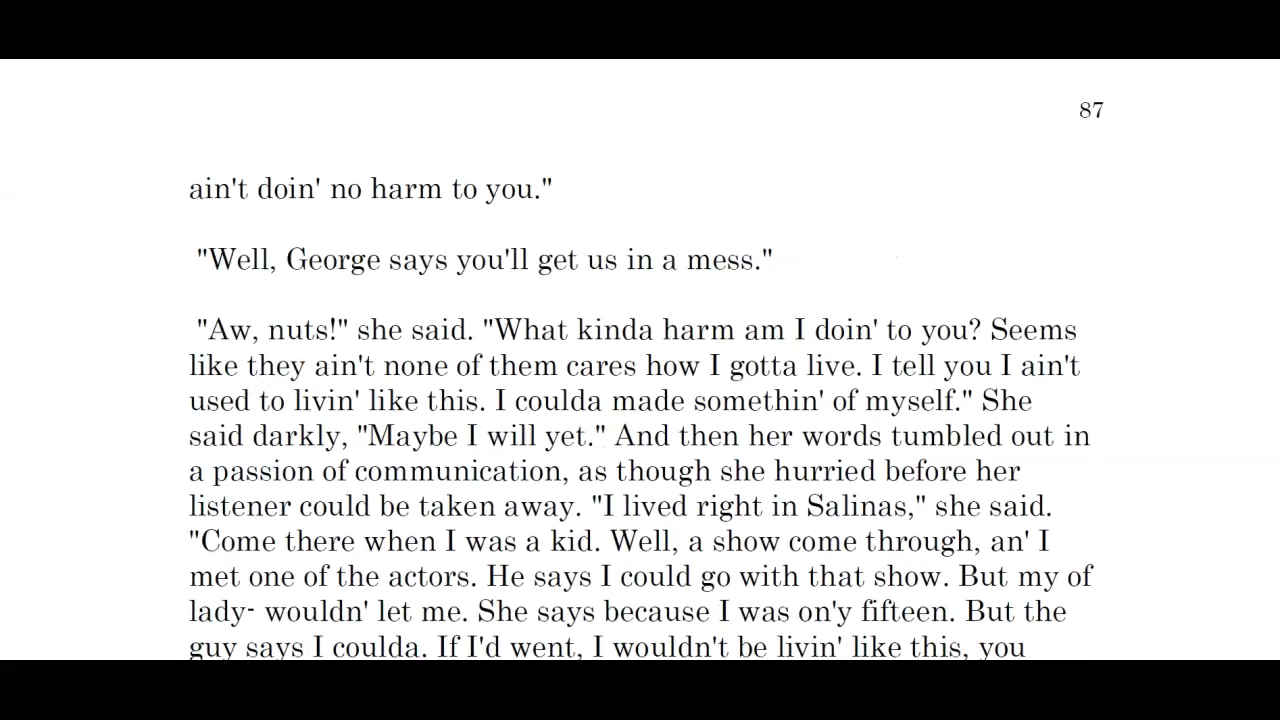 87
ain't doin' no harm to you."
"Well, George says you'll get us in a mess."
"Aw, nuts!" she said. "What kinda harm am I doin' to you? Seems
like they ain't none of them cares how I gotta live. I tell you I ain't
used to livin' like this. I coulda made somethin' of myself." She
said darkly, "Maybe I will yet." And then her words tumbled out in
a passion of communication, as though she hurried before her
listener could be taken away. "I lived right in Salinas," she said.
"Come there when I was a kid. Well, a show come through, an' I
met one of the actors. He says I could go with that show. But my of
lady- wouldn' let me. She says because I was on'y fifteen. But the
guy says I coulda. If I'd went, I wouldn't be livin' like this, you